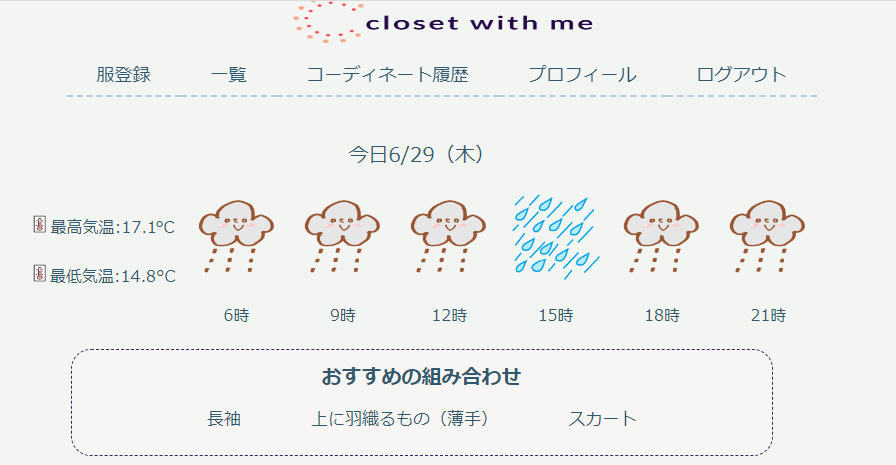 closet with me
服登録 一覧 コーディネート履歴 プロフィール ログアウト
今日6/29（木）
最高気温:17.1°C
最低気温:14.8°C
6時 9時 12時 15時 18時 21時
おすすめの組み合わせ
長袖 上に羽織るもの（薄手） スカート